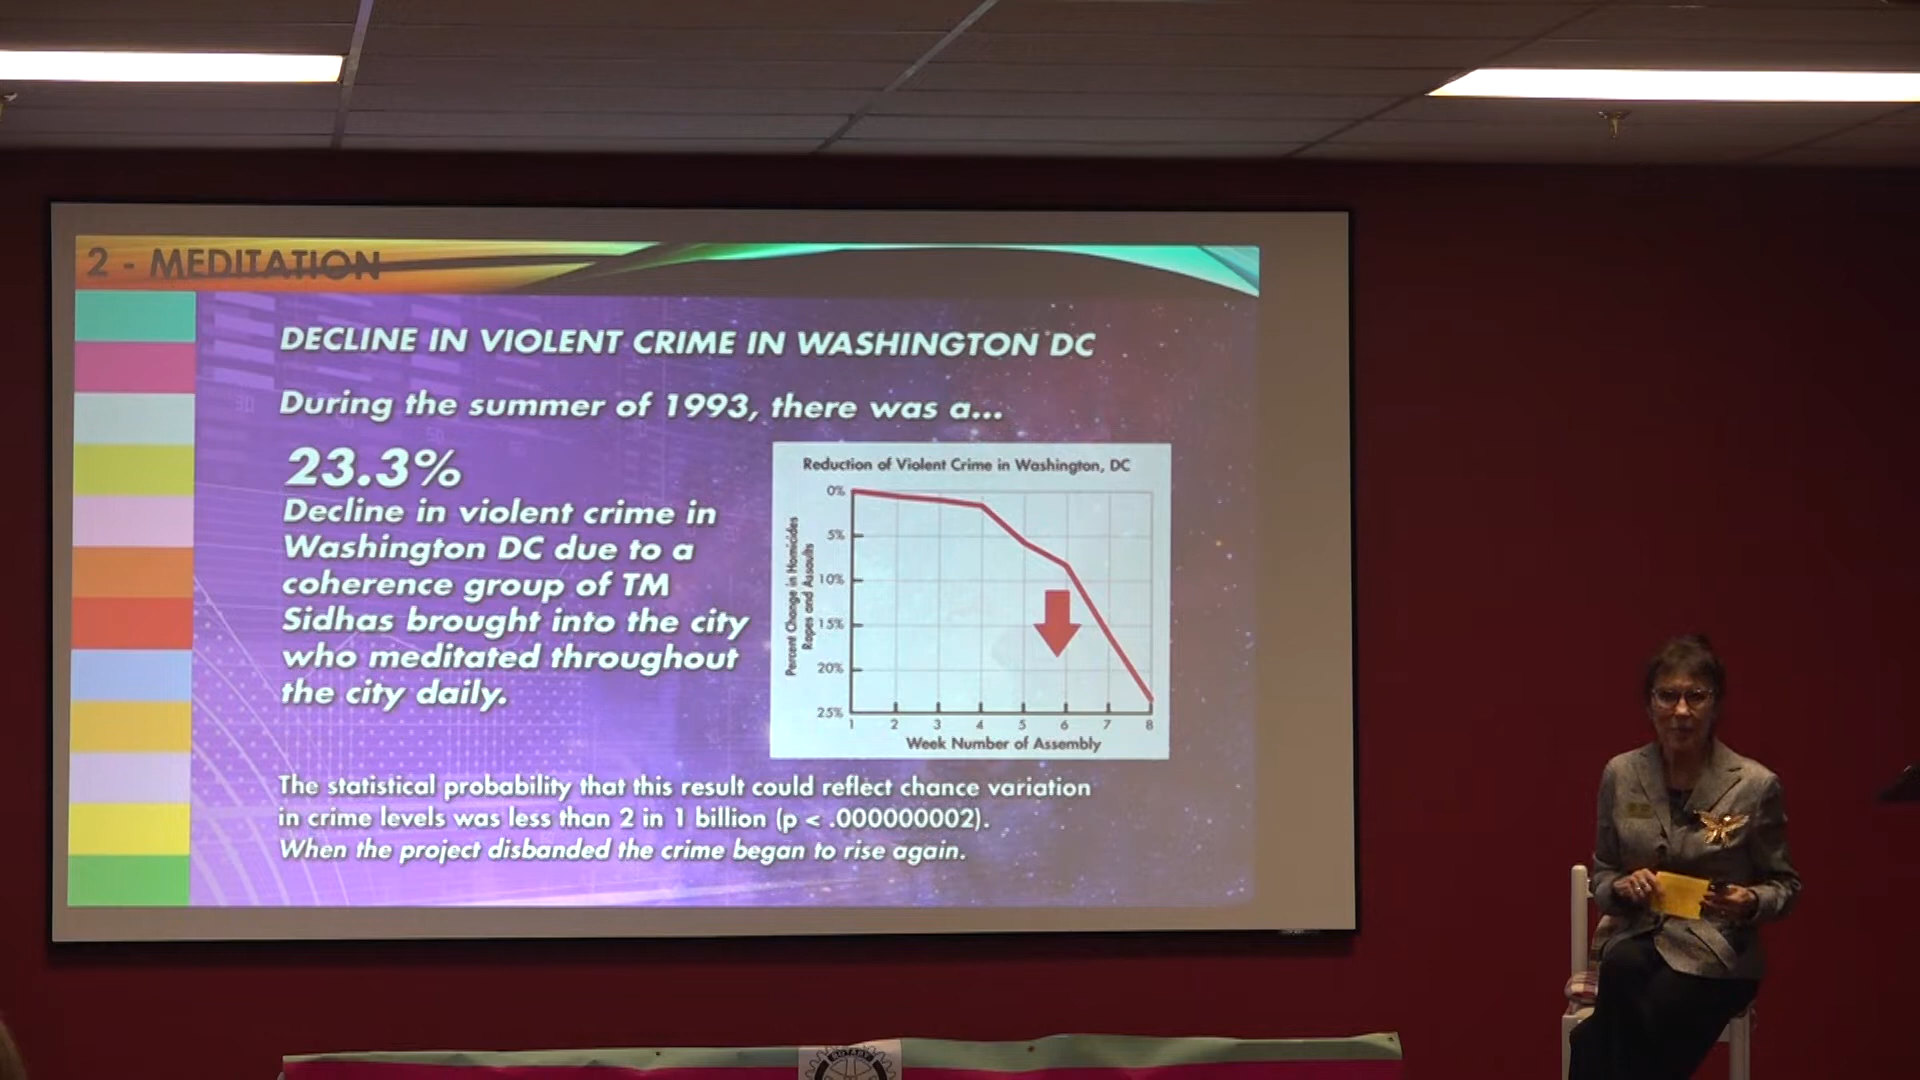 2 - MEDITATION
DECLINE IN VIOLENT CRIME IN WASHINGTON DC
During the summer of 1993, there was a...
23.3%
Decline in violent crime in
Washington DC due to a
coherence group of TM
Sidhas brought into the city
who meditated throughout
the city daily.
Reduction of Violent Crime in Washington, DC
Percent Change in Homicides
Rapes and Assaults
0%
5%
10%
15%
20%
25%
1 2 3 4 5 6 7 8
Week Number of Assembly
The statistical probability that this result could reflect chance variation
in crime levels was less than 2 in 1 billion (p < .000000002).
When the project disbanded the crime began to rise again.
ROTARY